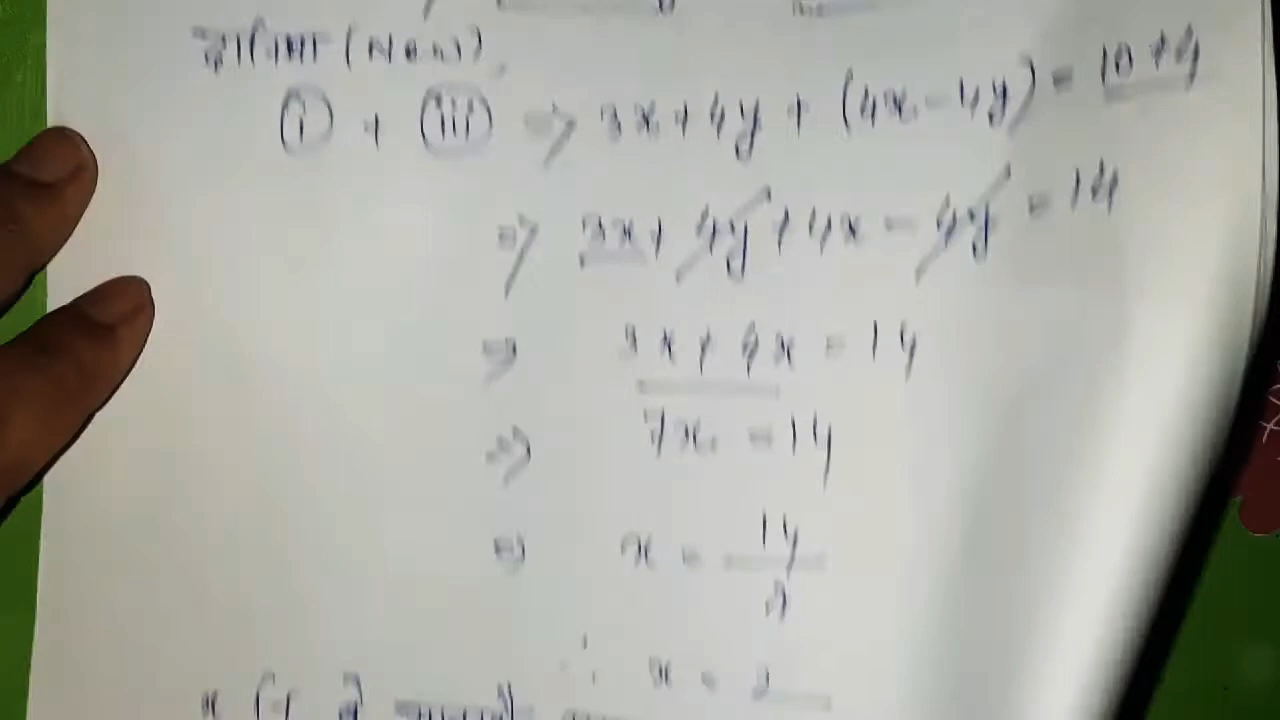 (Now),
(i) + (iii) ⇒ 3x + 4y + (4x - 4y) = 10 + 4
⇒ 3x + 4y + 4x - 4y = 14
⇒ 3x + 4x = 14
⇒ 7x = 14
⇒ x = 14/7
∴ x = 2